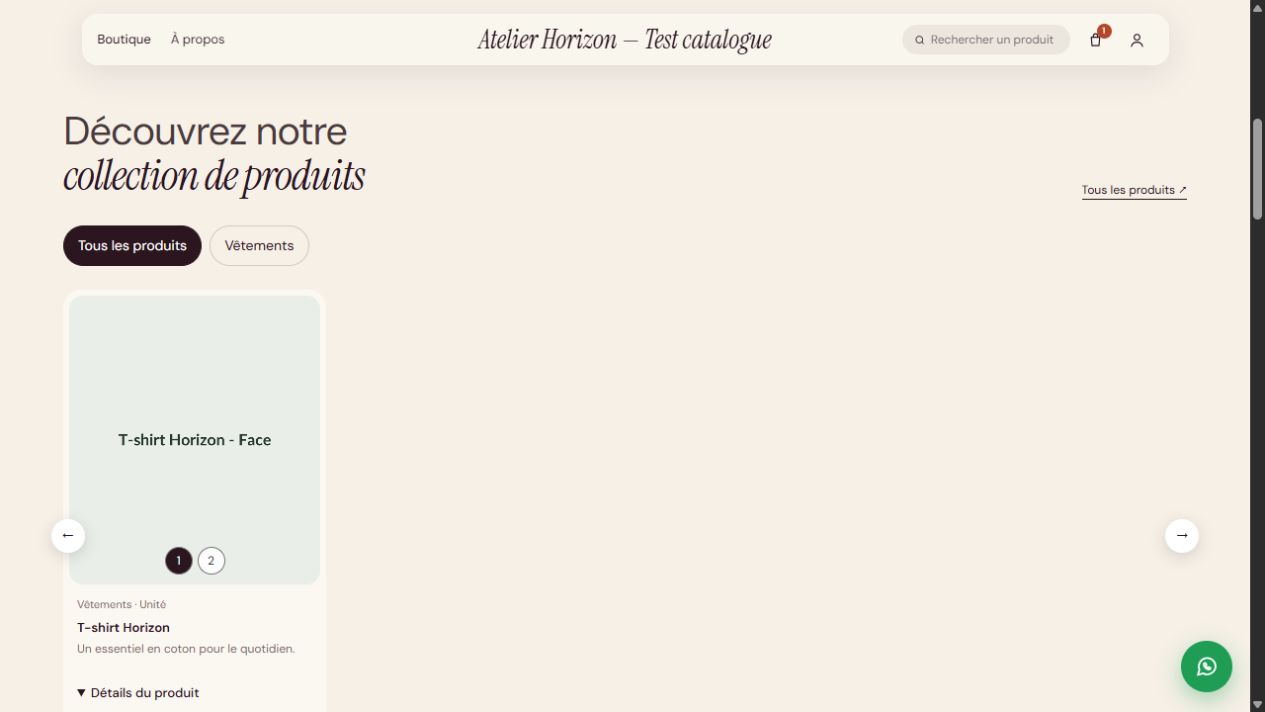 Boutique
À propos
Atelier Horizon — Test catalogue
Rechercher un produit
1
Découvrez notre
collection de produits
Tous les produits ↗
Tous les produits
Vêtements
T-shirt Horizon - Face
←
→
1
2
Vêtements · Unité
T-shirt Horizon
Un essentiel en coton pour le quotidien.
▼ Détails du produit